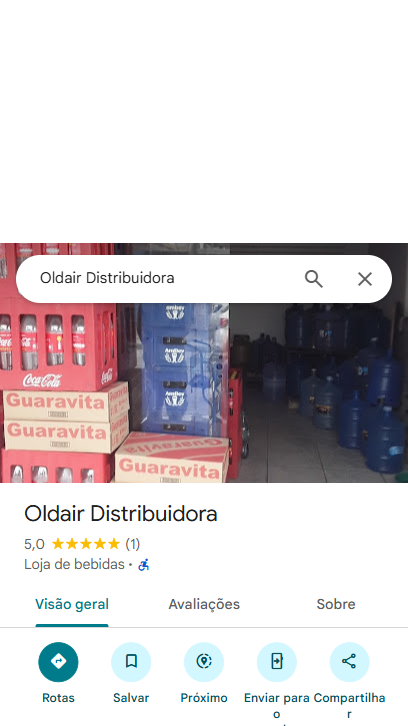 Oldair Distribuidora
Coca-Cola
Guaravita
Guaravita
Guaravita
Oldair Distribuidora
5,0 (1)
Loja de bebidas •
Visão geral Avaliações Sobre
Rotas Salvar Próximo Enviar para o Compartilhar